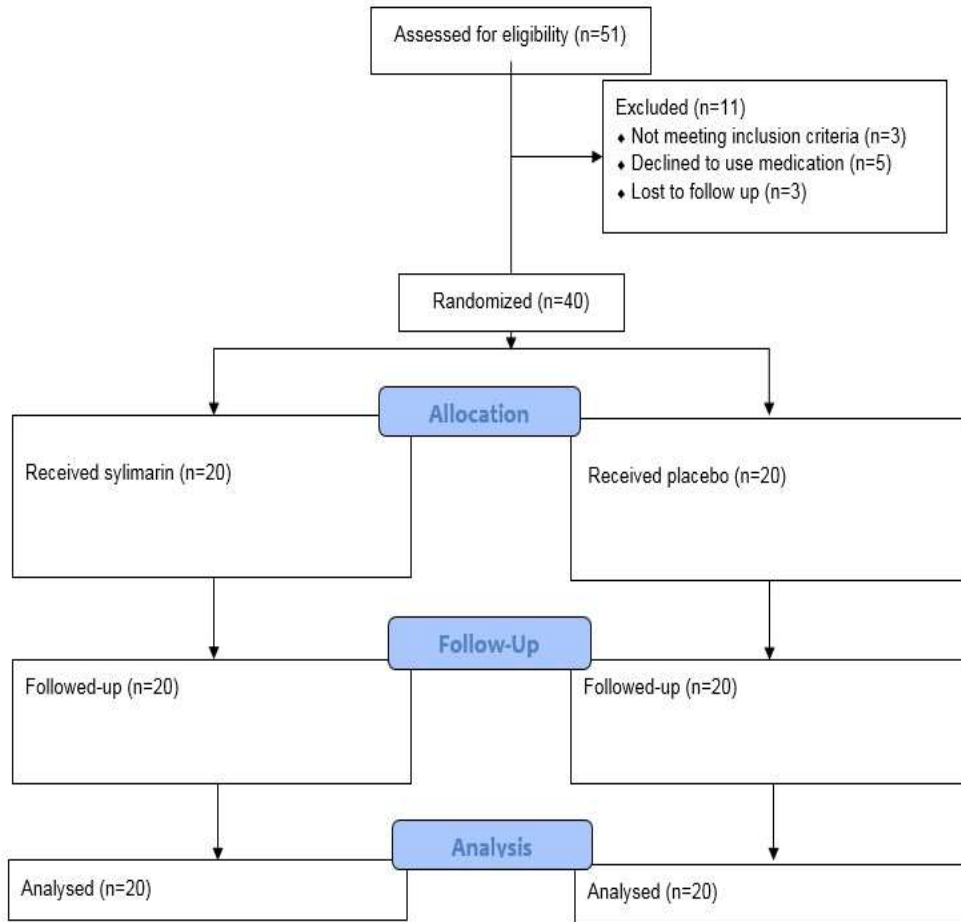 Assessed for eligibility (n=51)
Excluded (n=11)
♦ Not meeting inclusion criteria (n=3)
♦ Declined to use medication (n=5)
♦ Lost to follow up (n=3)
Randomized (n=40)
Allocation
Received sylimarin (n=20)
Received placebo (n=20)
Follow-Up
Followed-up (n=20)
Followed-up (n=20)
Analysis
Analysed (n=20)
Analysed (n=20)